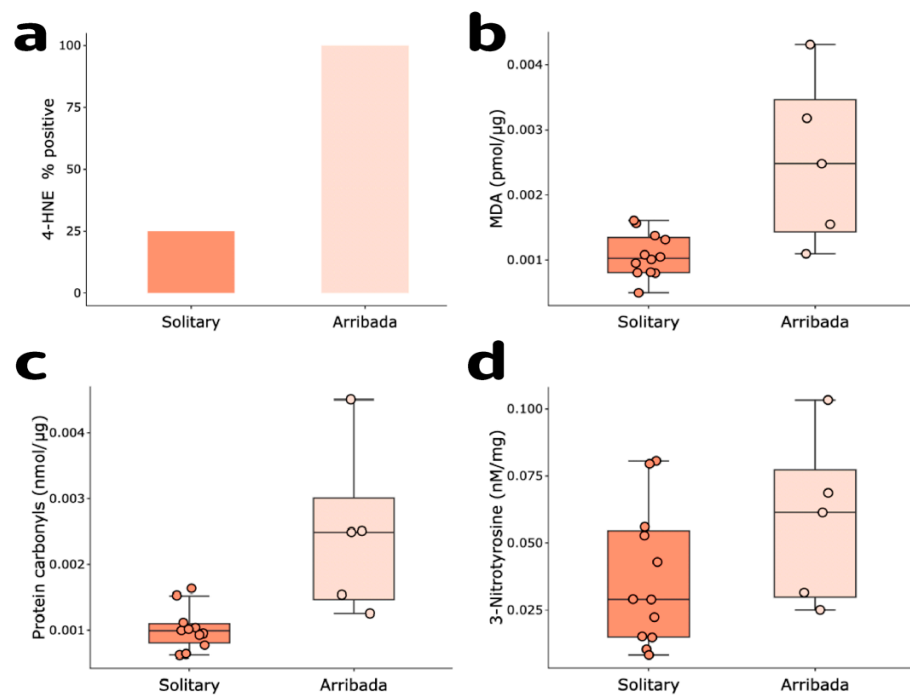 a
100
75
50
25
0
4-HNE % positive
Solitary Arribada
b
0.004
0.003
0.002
0.001
MDA (pmol/µg)
Solitary Arribada
c
0.004
0.003
0.002
0.001
Protein carbonyls (nmol/µg)
Solitary Arribada
d
0.100
0.075
0.050
0.025
3-Nitrotyrosine (nM/mg)
Solitary Arribada